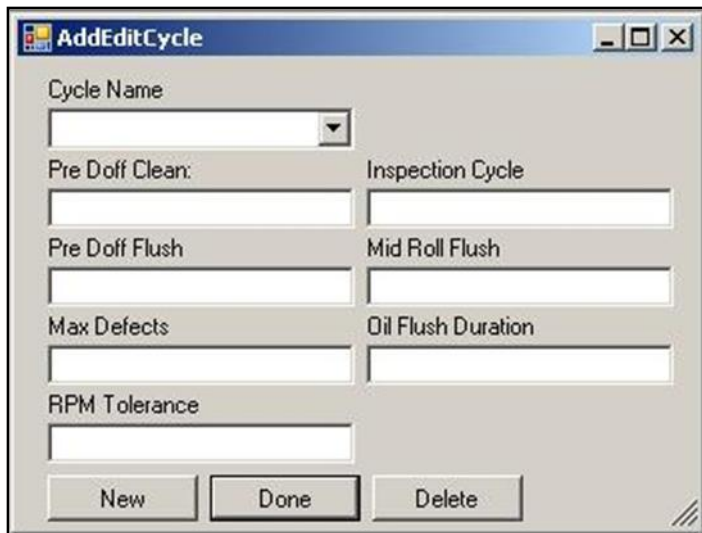 AddEditCycle
Cycle Name
Pre Doff Clean: Inspection Cycle
Pre Doff Flush Mid Roll Flush
Max Defects Oil Flush Duration
RPM Tolerance
New Done Delete